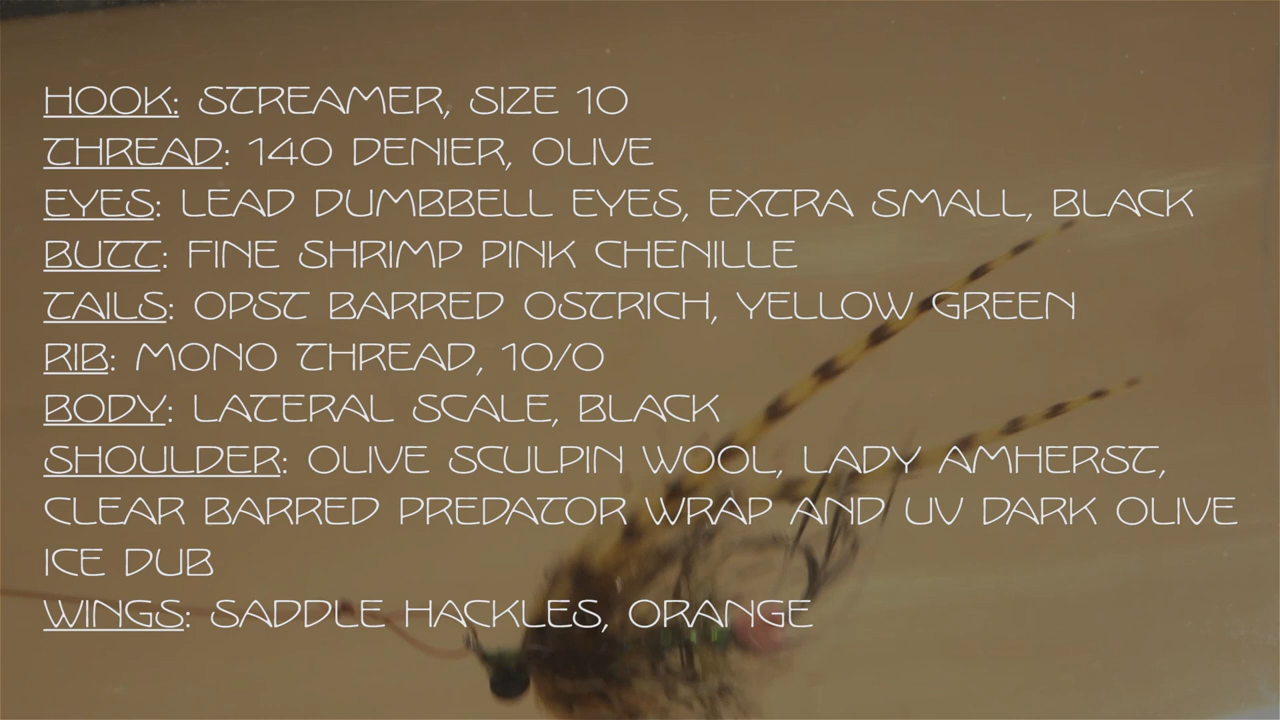 HOOK: STREAMER, SIZE 10
THREAD: 140 DENIER, OLIVE
EYES: LEAD DUMBBELL EYES, EXTRA SMALL, BLACK
BUTT: FINE SHRIMP PINK CHENILLE
TAILS: OPST BARRED OSTRICH, YELLOW GREEN
RIB: MONO THREAD, 10/0
BODY: LATERAL SCALE, BLACK
SHOULDER: OLIVE SCULPIN WOOL, LADY AMHERST,
CLEAR BARRED PREDATOR WRAP AND UV DARK OLIVE
ICE DUB
WINGS: SADDLE HACKLES, ORANGE